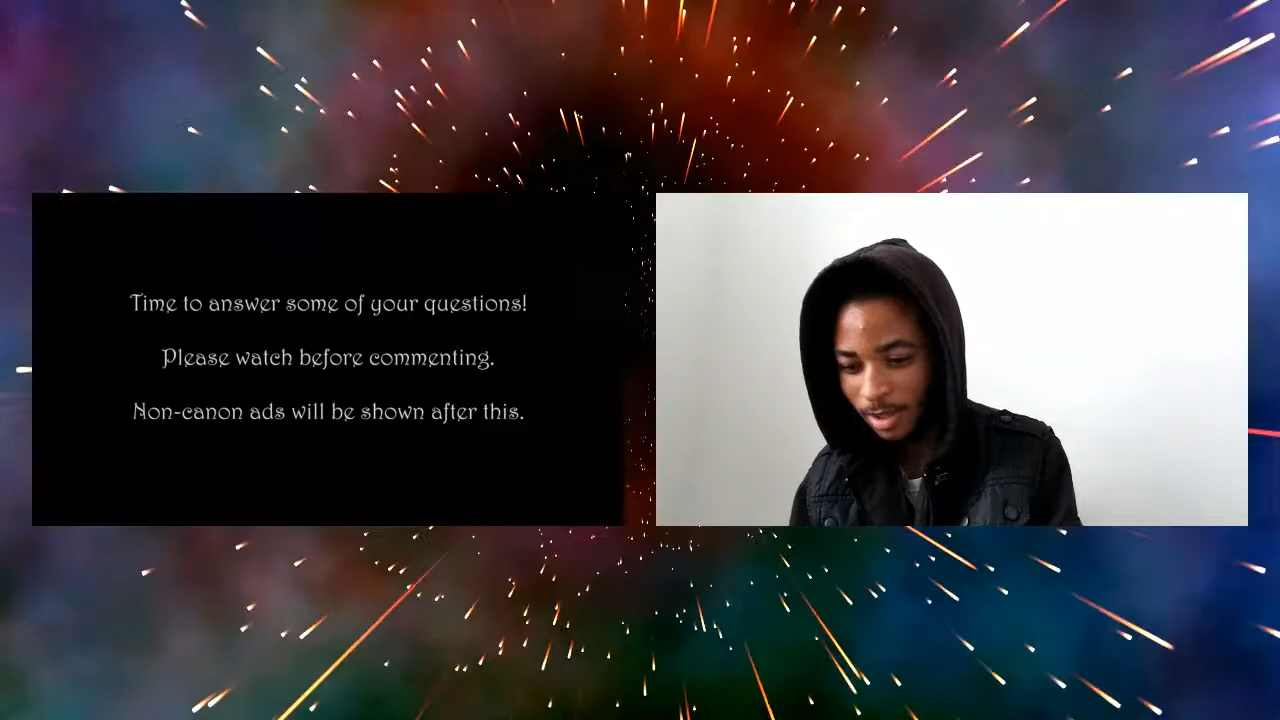 Time to answer some of your questions!
Please watch before commenting.
Non-canon ads will be shown after this.